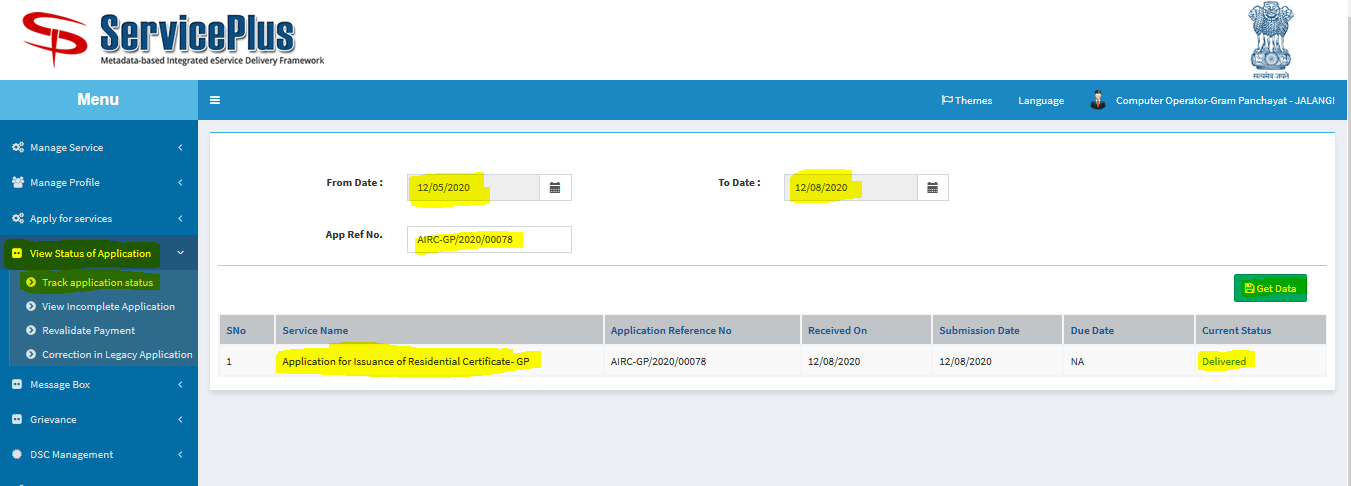 ServicePlus
Metadata-based Integrated eService Delivery Framework
सत्यमेव जयते
Menu
Themes
Language
Computer Operator-Gram Panchayat - JALANGI
Manage Service
Manage Profile
Apply for services
View Status of Application
Track application status
View Incomplete Application
Revalidate Payment
Correction in Legacy Application
Message Box
Grievance
DSC Management
From Date :
12/05/2020
To Date :
12/08/2020
App Ref No.
AIRC-GP/2020/00078
Get Data
SNo Service Name Application Reference No Received On Submission Date Due Date Current Status
1 Application for Issuance of Residential Certificate- GP AIRC-GP/2020/00078 12/08/2020 12/08/2020 NA Delivered